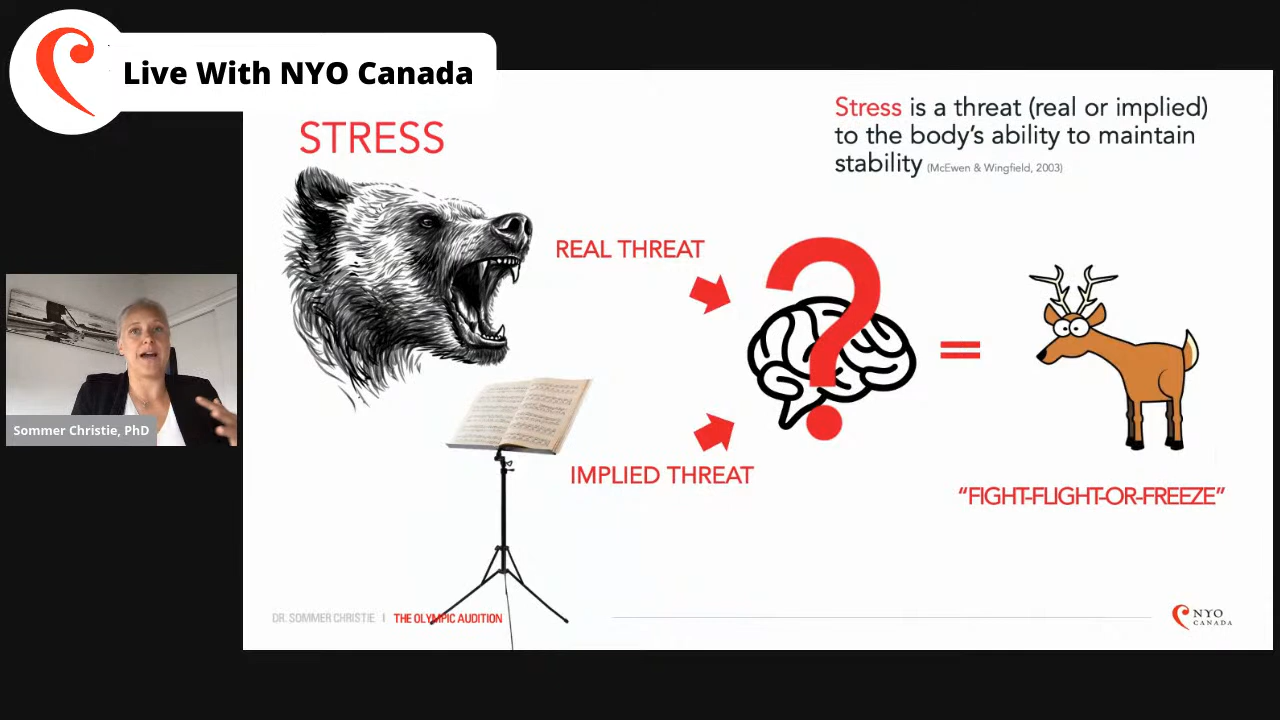 Live With NYO Canada
STRESS
Stress is a threat (real or implied)
to the body's ability to maintain
stability (McEwen & Wingfield, 2003)
REAL THREAT
IMPLIED THREAT
"FIGHT-FLIGHT-OR-FREEZE"
Sommer Christie, PhD
DR. SOMMER CHRISTIE | THE OLYMPIC AUDITION
NYO
CANADA